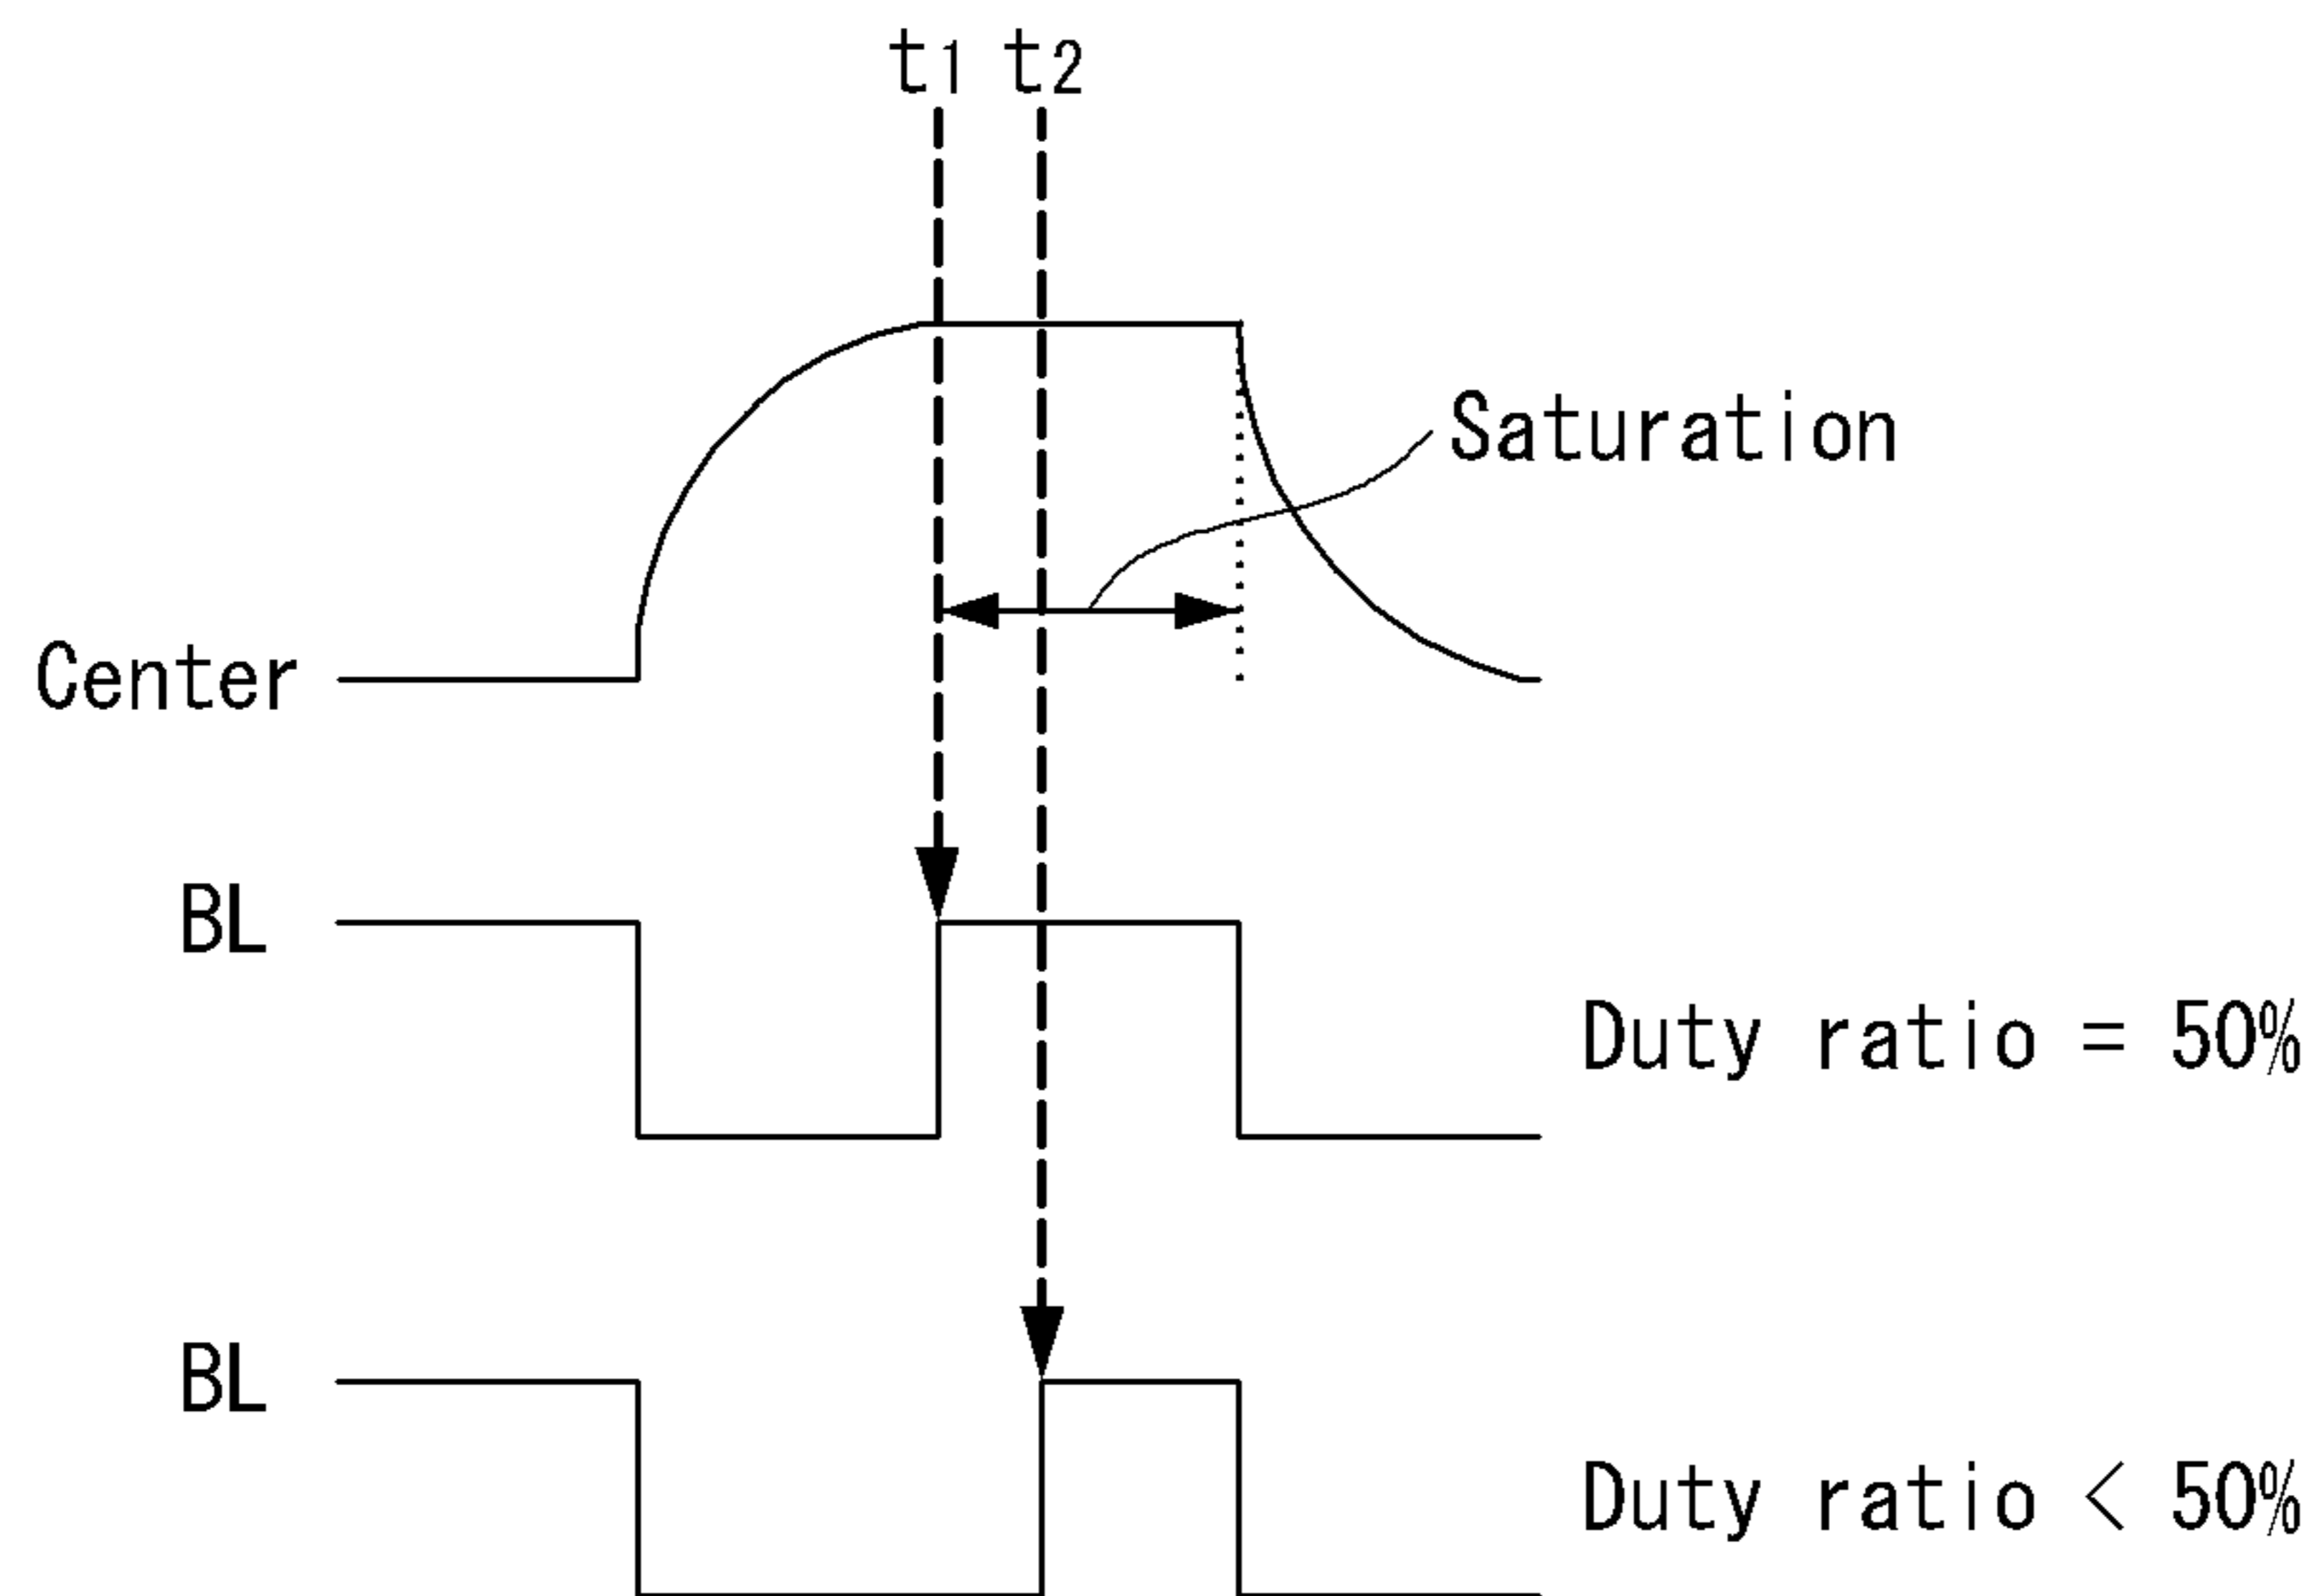 t1 t2
Saturation
Center
BL
Duty ratio = 50%
BL
Duty ratio < 50%